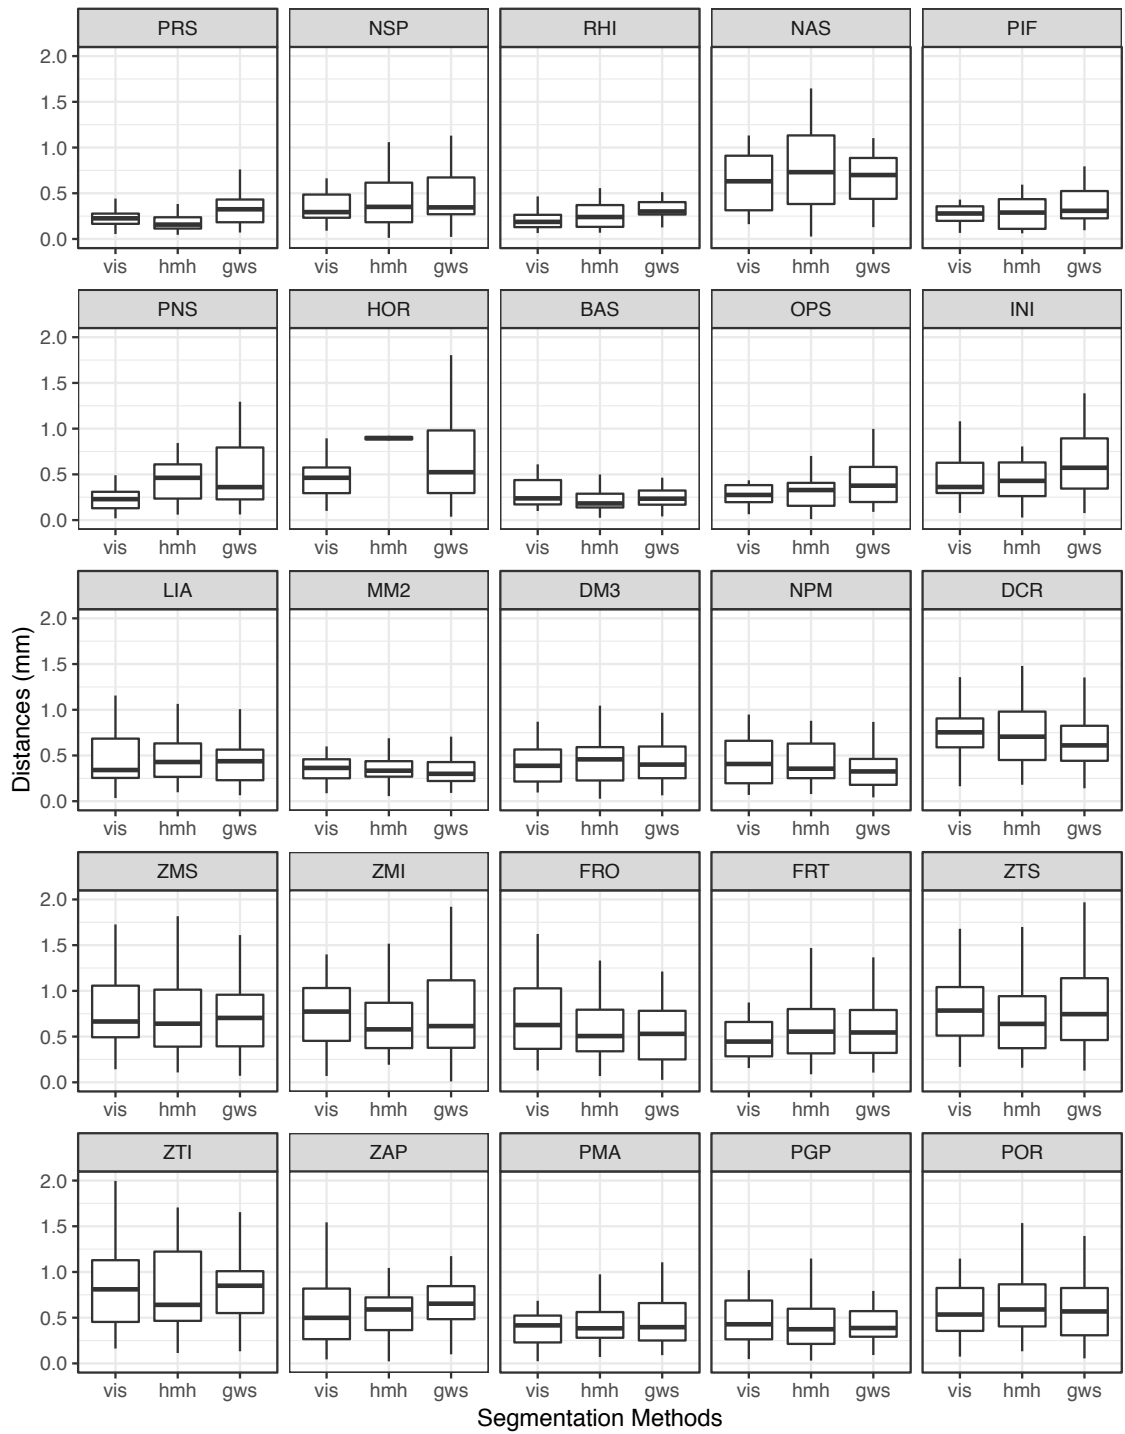 PRS NSP RHI NAS PIF
2.0
1.5
1.0
0.5
0.0
vis hmh gws vis hmh gws vis hmh gws vis hmh gws vis hmh gws
PNS HOR BAS OPS INI
2.0
1.5
1.0
0.5
0.0
vis hmh gws vis hmh gws vis hmh gws vis hmh gws vis hmh gws
LIA MM2 DM3 NPM DCR
2.0
1.5
1.0
0.5
0.0
Distances (mm)
vis hmh gws vis hmh gws vis hmh gws vis hmh gws vis hmh gws
ZMS ZMI FRO FRT ZTS
2.0
1.5
1.0
0.5
0.0
vis hmh gws vis hmh gws vis hmh gws vis hmh gws vis hmh gws
ZTI ZAP PMA PGP POR
2.0
1.5
1.0
0.5
0.0
vis hmh gws vis hmh gws vis hmh gws vis hmh gws vis hmh gws
Segmentation Methods